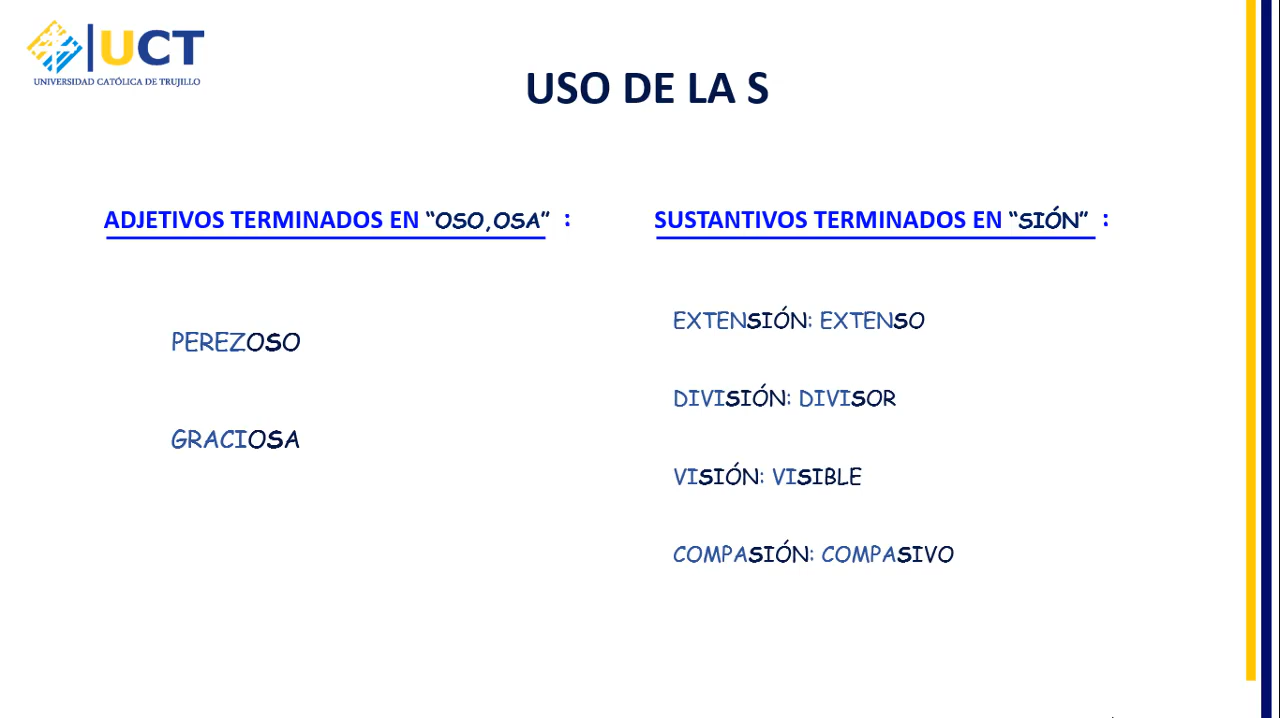 UCT
UNIVERSIDAD CATÓLICA DE TRUJILLO
USO DE LA S
ADJETIVOS TERMINADOS EN “OSO,OSA” :
PEREZOSO
GRACIOSA
SUSTANTIVOS TERMINADOS EN “SIÓN” :
EXTENSIÓN: EXTENSO
DIVISIÓN: DIVISOR
VISIÓN: VISIBLE
COMPASIÓN: COMPASIVO